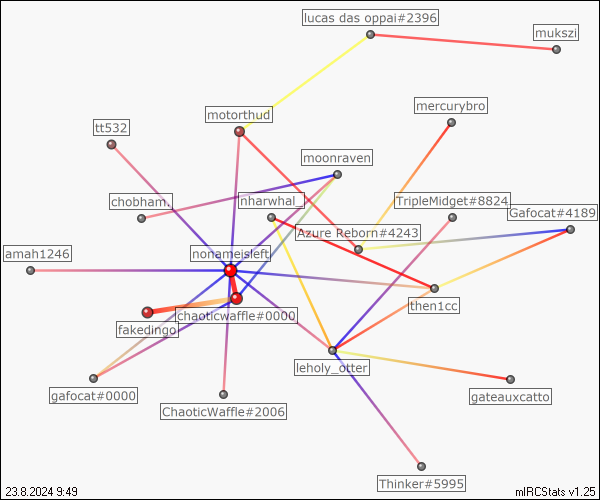 lucas das oppai#2396
mukszi
mercurybro
motorthud
tt532
moonraven
chobham.
nharwhal_
TripleMidget#8824
Gafocat#4189
Azure Reborn#4243
amah1246
nonameisleft
then1cc
chaoticwaffle#0000
fakedingo
leholy_otter
gafocat#0000
ChaoticWaffle#2006
gateauxcatto
Thinker#5995
23.8.2024 9:49
mIRCStats v1.25